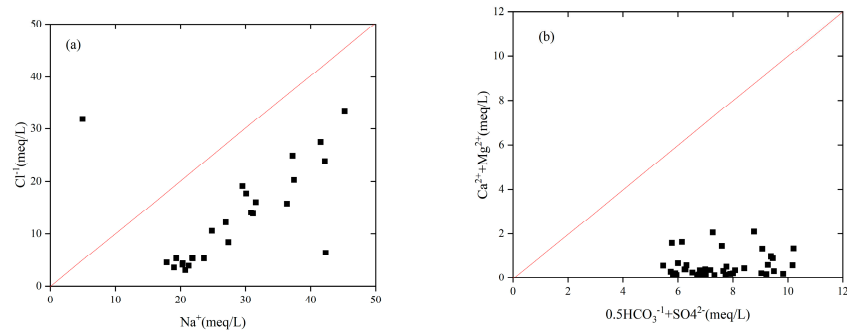 (a)
50
40
30
20
10
0
0 10 20 30 40 50
Cl⁻¹(meq/L)
Na⁺(meq/L)
(b)
12
10
8
6
4
2
0
0 2 4 6 8 10 12
Ca²⁺+Mg²⁺(meq/L)
0.5HCO₃⁻¹+SO4²⁻(meq/L)